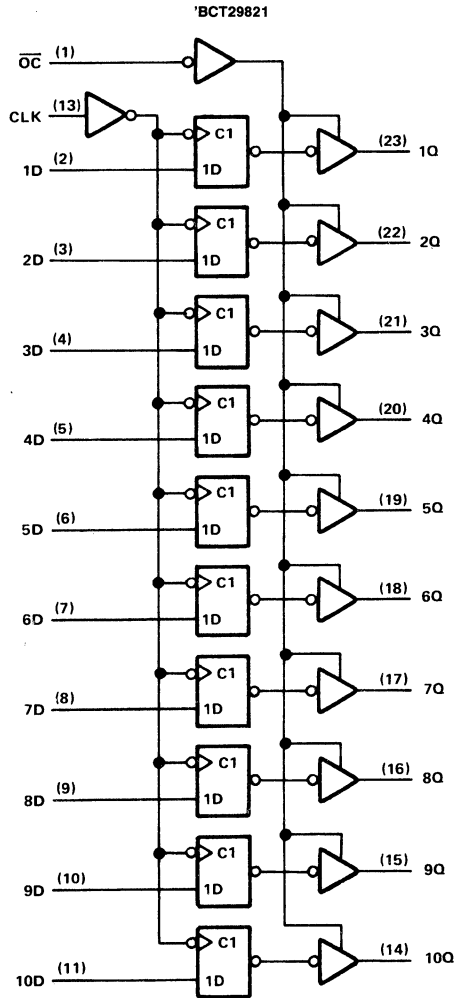 'BCT29821
OC (1)
CLK (13)
C1 (23) 1Q
1D (2) 1D
C1 (22) 2Q
2D (3) 1D
C1 (21) 3Q
3D (4) 1D
C1 (20) 4Q
4D (5) 1D
C1 (19) 5Q
5D (6) 1D
C1 (18) 6Q
6D (7) 1D
C1 (17) 7Q
7D (8) 1D
C1 (16) 8Q
8D (9) 1D
C1 (15) 9Q
9D (10) 1D
C1 (14) 10Q
10D (11) 1D